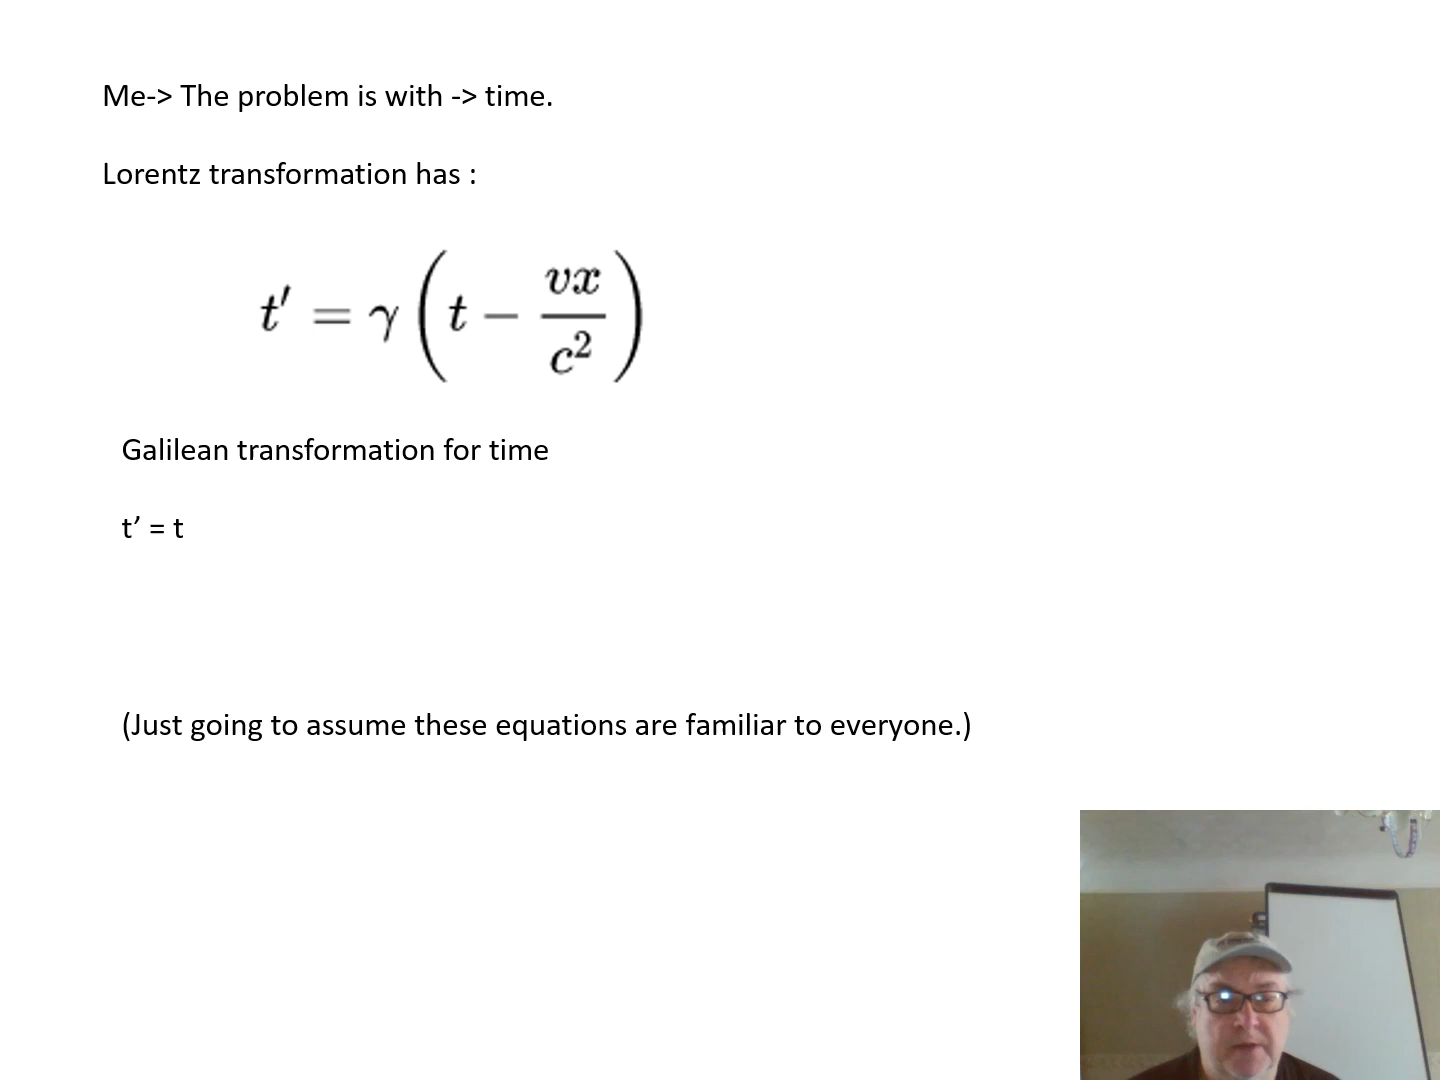 Me-> The problem is with -> time.
Lorentz transformation has :
t′ = γ (t − vx/c²)
Galilean transformation for time
t’ = t
(Just going to assume these equations are familiar to everyone.)